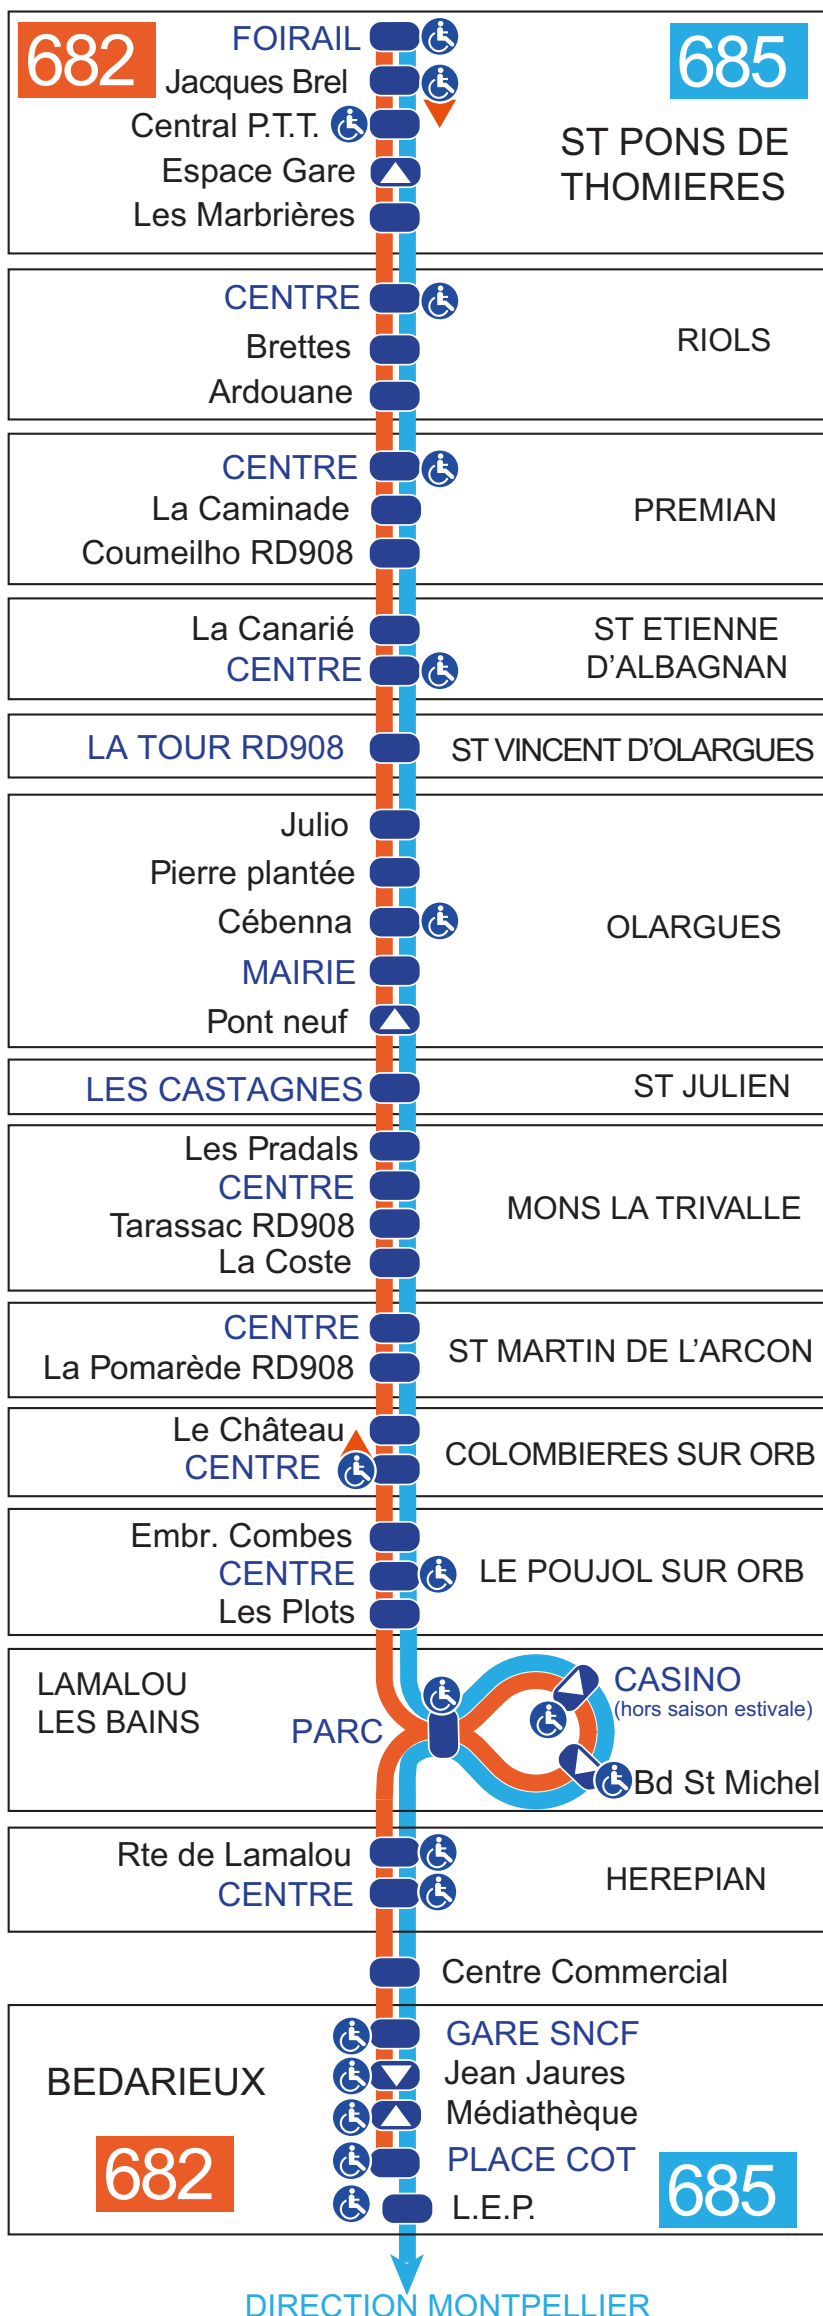 682
685
FOIRAIL
Jacques Brel
Central P.T.T.
Espace Gare
Les Marbrières
ST PONS DE
THOMIERES
CENTRE
Brettes
Ardouane
RIOLS
CENTRE
La Caminade
Coumeilho RD908
PREMIAN
La Canarié
CENTRE
ST ETIENNE
D'ALBAGNAN
LA TOUR RD908
ST VINCENT D'OLARGUES
Julio
Pierre plantée
Cébenna
MAIRIE
Pont neuf
OLARGUES
LES CASTAGNES
ST JULIEN
Les Pradals
CENTRE
Tarassac RD908
La Coste
MONS LA TRIVALLE
CENTRE
La Pomarède RD908
ST MARTIN DE L'ARCON
Le Château
CENTRE
COLOMBIERES SUR ORB
Embr. Combes
CENTRE
Les Plots
LE POUJOL SUR ORB
LAMALOU
LES BAINS
PARC
CASINO
(hors saison estivale)
Bd St Michel
Rte de Lamalou
CENTRE
HEREPIAN
Centre Commercial
BEDARIEUX
GARE SNCF
Jean Jaures
Médiathèque
PLACE COT
L.E.P.
682
685
DIRECTION MONTPELLIER